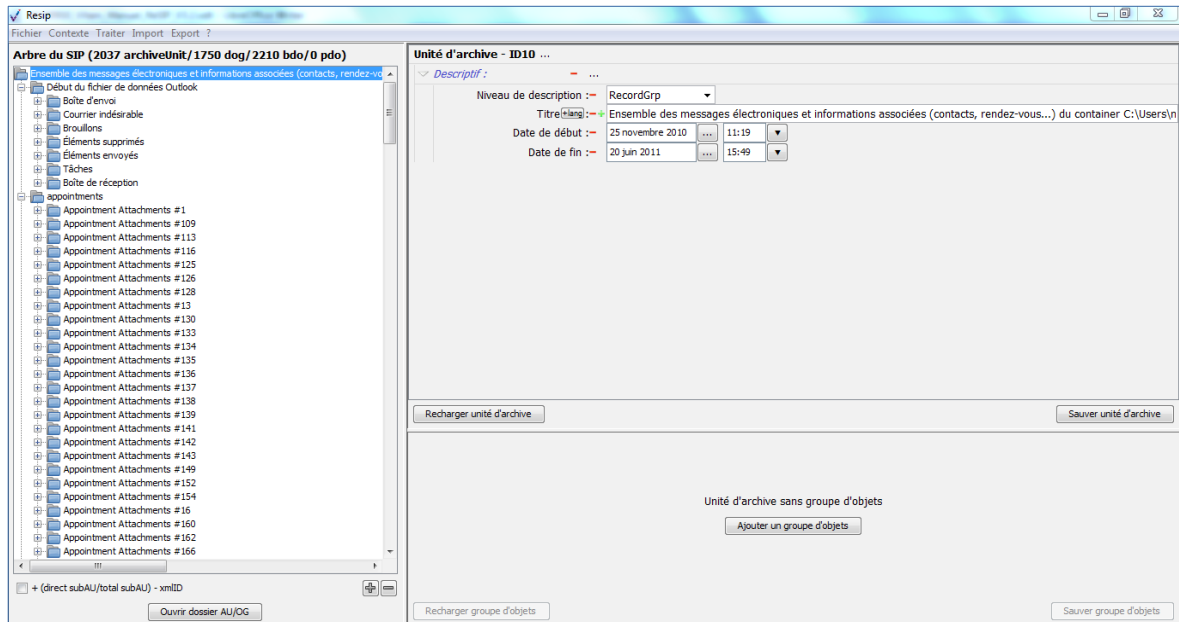 Resip
Fichier Contexte Traiter Import Export ?
Arbre du SIP (2037 archiveUnit/1750 dog/2210 bdo/0 pdo)
Ensemble des messages électroniques et informations associées (contacts, rendez-vo
Début du fichier de données Outlook
Boîte d'envoi
Courrier indésirable
Brouillons
Éléments supprimés
Éléments envoyés
Tâches
Boîte de réception
appointments
Appointment Attachments #1
Appointment Attachments #109
Appointment Attachments #113
Appointment Attachments #116
Appointment Attachments #125
Appointment Attachments #126
Appointment Attachments #128
Appointment Attachments #13
Appointment Attachments #130
Appointment Attachments #133
Appointment Attachments #134
Appointment Attachments #135
Appointment Attachments #136
Appointment Attachments #137
Appointment Attachments #138
Appointment Attachments #139
Appointment Attachments #141
Appointment Attachments #142
Appointment Attachments #143
Appointment Attachments #149
Appointment Attachments #152
Appointment Attachments #154
Appointment Attachments #16
Appointment Attachments #160
Appointment Attachments #162
Appointment Attachments #166
+ (direct subAU/total subAU) - xmlID
Ouvrir dossier AU/OG
Unité d'archive - ID10 ...
Descriptif : − ...
Niveau de description :− RecordGrp
Titre +lang :−+ Ensemble des messages électroniques et informations associées (contacts, rendez-vous...) du container C:\Users\n
Date de début :− 25 novembre 2010 ... 11:19
Date de fin :− 20 juin 2011 ... 15:49
Recharger unité d'archive Sauver unité d'archive
Unité d'archive sans groupe d'objets
Ajouter un groupe d'objets
Recharger groupe d'objets Sauver groupe d'objets